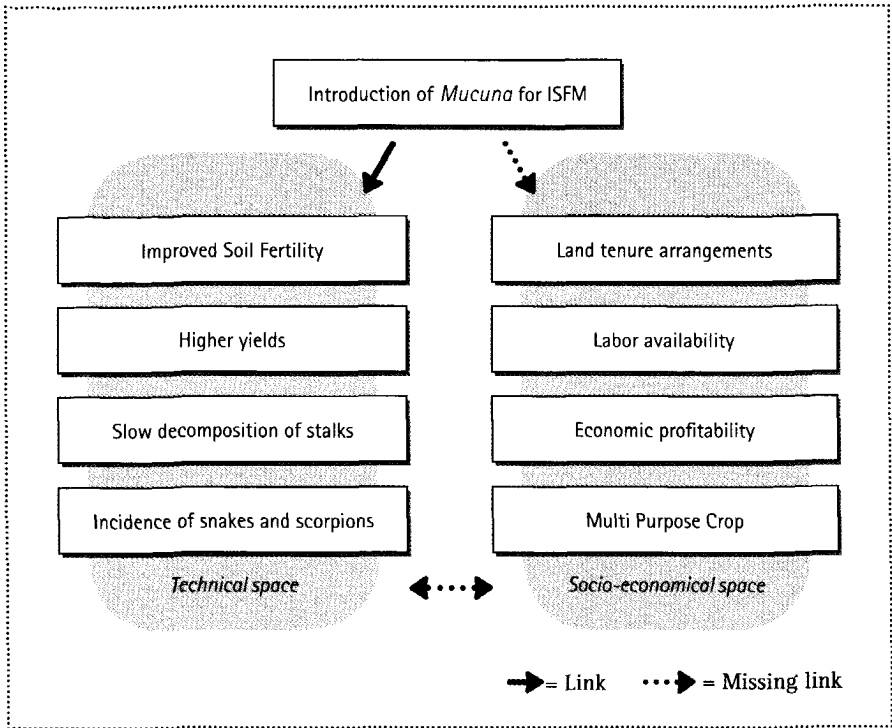 Introduction of Mucuna for ISFM
Improved Soil Fertility
Higher yields
Slow decomposition of stalks
Incidence of snakes and scorpions
Technical space
Land tenure arrangements
Labor availability
Economic profitability
Multi Purpose Crop
Socio-economical space
= Link
= Missing link